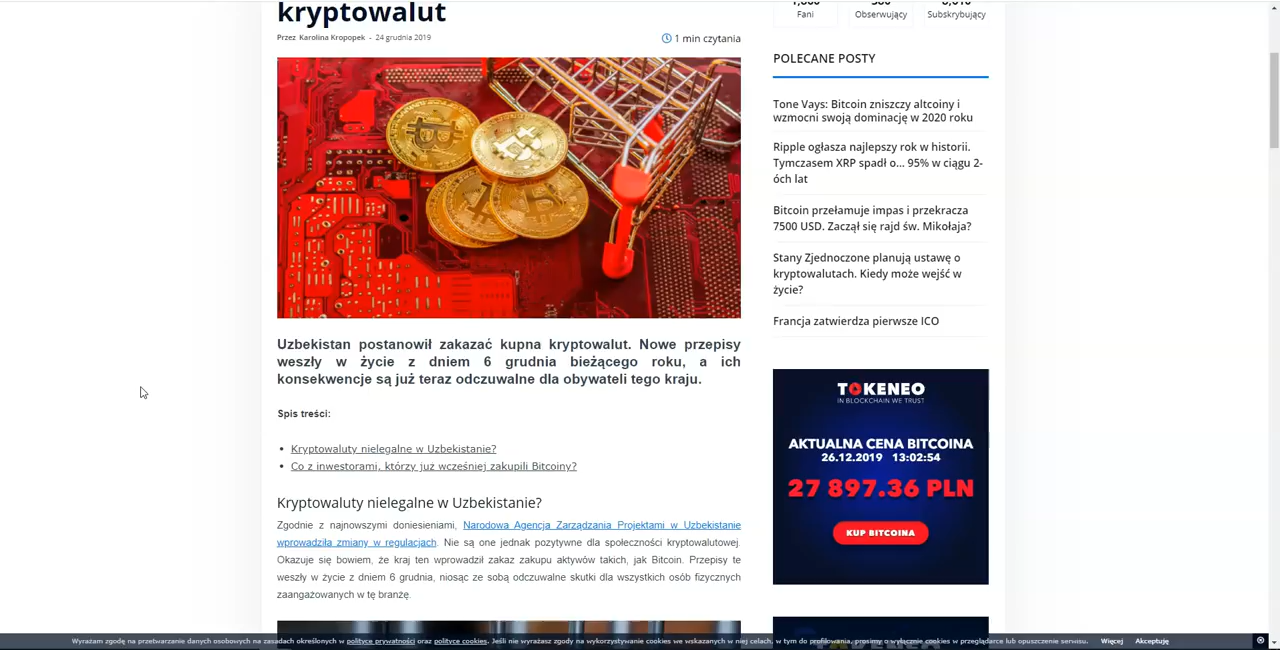 kryptowalut
Przez Karolina Kropopek - 24 grudnia 2019
1 min czytania
Uzbekistan postanowił zakazać kupna kryptowalut. Nowe przepisy
weszły w życie z dniem 6 grudnia bieżącego roku, a ich
konsekwencje są już teraz odczuwalne dla obywateli tego kraju.
Spis treści:
• Kryptowaluty nielegalne w Uzbekistanie?
• Co z inwestorami, którzy już wcześniej zakupili Bitcoiny?
Kryptowaluty nielegalne w Uzbekistanie?
Zgodnie z najnowszymi doniesieniami, Narodowa Agencja Zarządzania Projektami w Uzbekistanie
wprowadziła zmiany w regulacjach. Nie są one jednak pozytywne dla społeczności kryptowalutowej.
Okazuje się bowiem, że kraj ten wprowadził zakaz zakupu aktywów takich, jak Bitcoin. Przepisy te
weszły w życie z dniem 6 grudnia, niosąc ze sobą odczuwalne skutki dla wszystkich osób fizycznych
zaangażowanych w tę branżę.
Fani
Obserwujący
Subskrybujący
POLECANE POSTY
Tone Vays: Bitcoin zniszczy altcoiny i
wzmocni swoją dominację w 2020 roku
Ripple ogłasza najlepszy rok w historii.
Tymczasem XRP spadł o... 95% w ciągu 2-
óch lat
Bitcoin przełamuje impas i przekracza
7500 USD. Zaczął się rajd św. Mikołaja?
Stany Zjednoczone planują ustawę o
kryptowalutach. Kiedy może wejść w
życie?
Francja zatwierdza pierwsze ICO
TOKENEO
IN BLOCKCHAIN WE TRUST
AKTUALNA CENA BITCOINA
26.12.2019 13:02:54
27 897.36 PLN
KUP BITCOINA
Wyrażam zgodę na przetwarzanie danych osobowych na zasadach określonych w polityce prywatności oraz polityce cookies. Jeśli nie wyrażasz zgody na wykorzystywanie cookies we wskazanych w niej celach, w tym do profilowania, prosimy o wyłącznie cookies w przeglądarce lub opuszczenie serwisu. Więcej Akceptuję